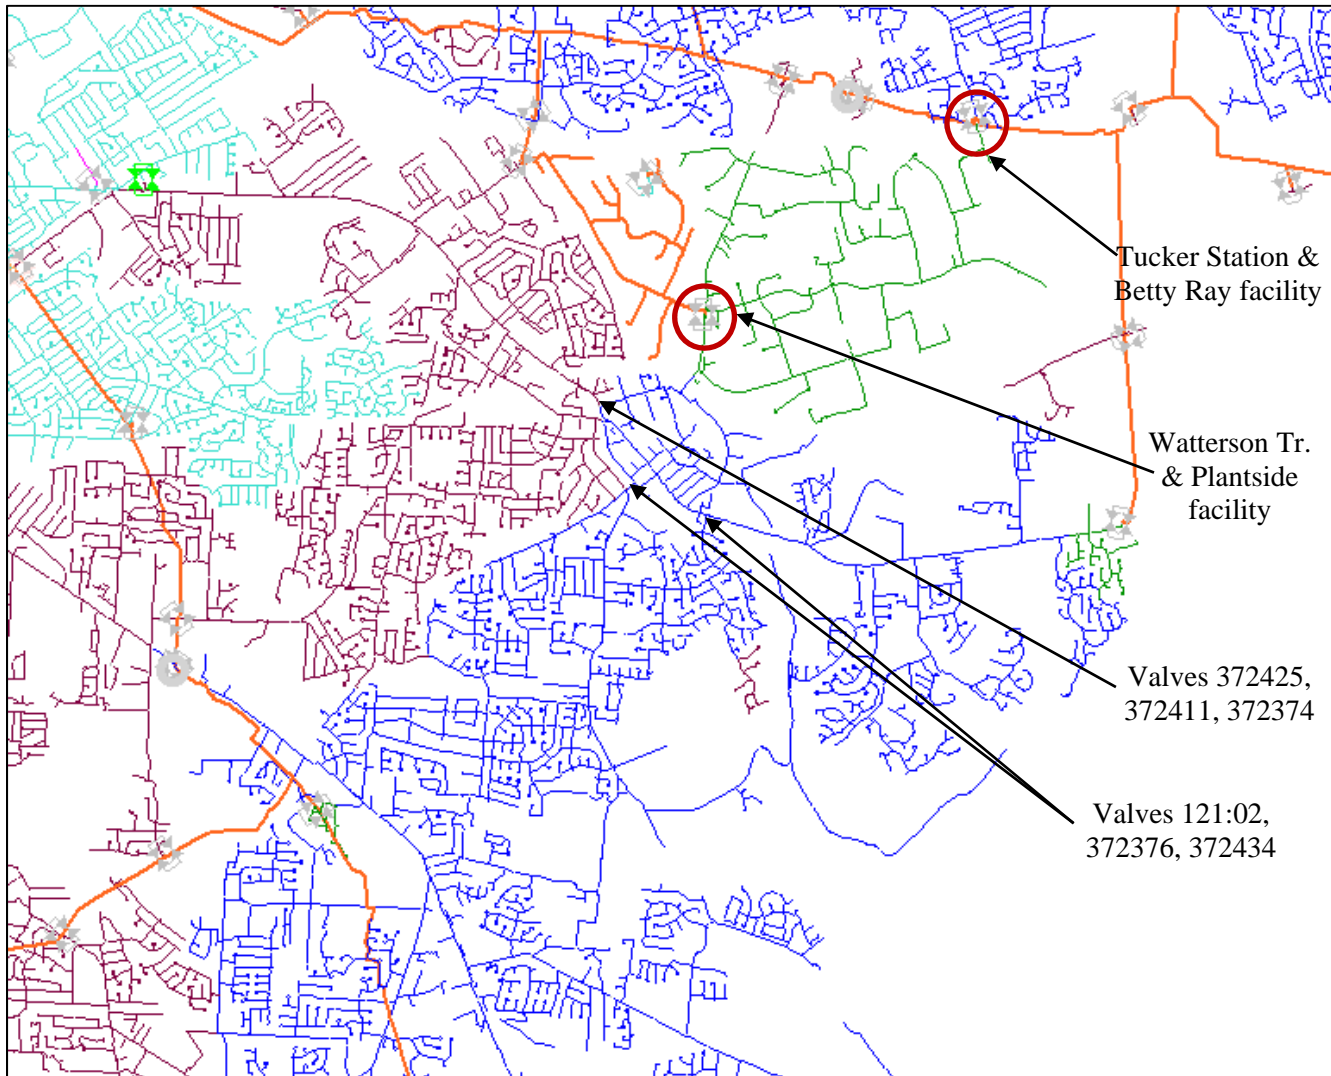 Tucker Station &
Betty Ray facility
Watterson Tr.
& Plantside
facility
Valves 372425,
372411, 372374
Valves 121:02,
372376, 372434